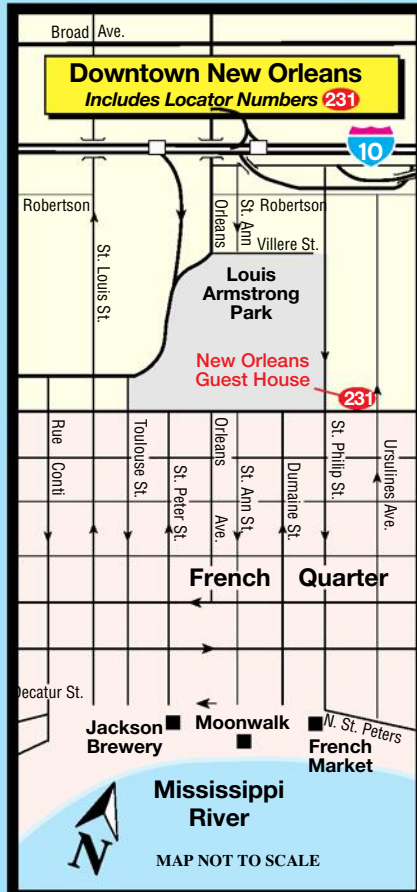 Broad Ave.
Downtown New Orleans
Includes Locator Numbers 231
10
Robertson
Orleans
St. Ann
Robertson
Villere St.
St. Louis St.
Louis
Armstrong
Park
New Orleans
Guest House
231
Rue Conti
Toulouse St.
St. Peter St.
Orleans Ave.
St. Ann St.
Dumaine St.
St. Philip St.
Ursulines Ave.
French Quarter
Decatur St.
Jackson
Brewery
Moonwalk
N. St. Peters
French
Market
Mississippi
River
N
MAP NOT TO SCALE